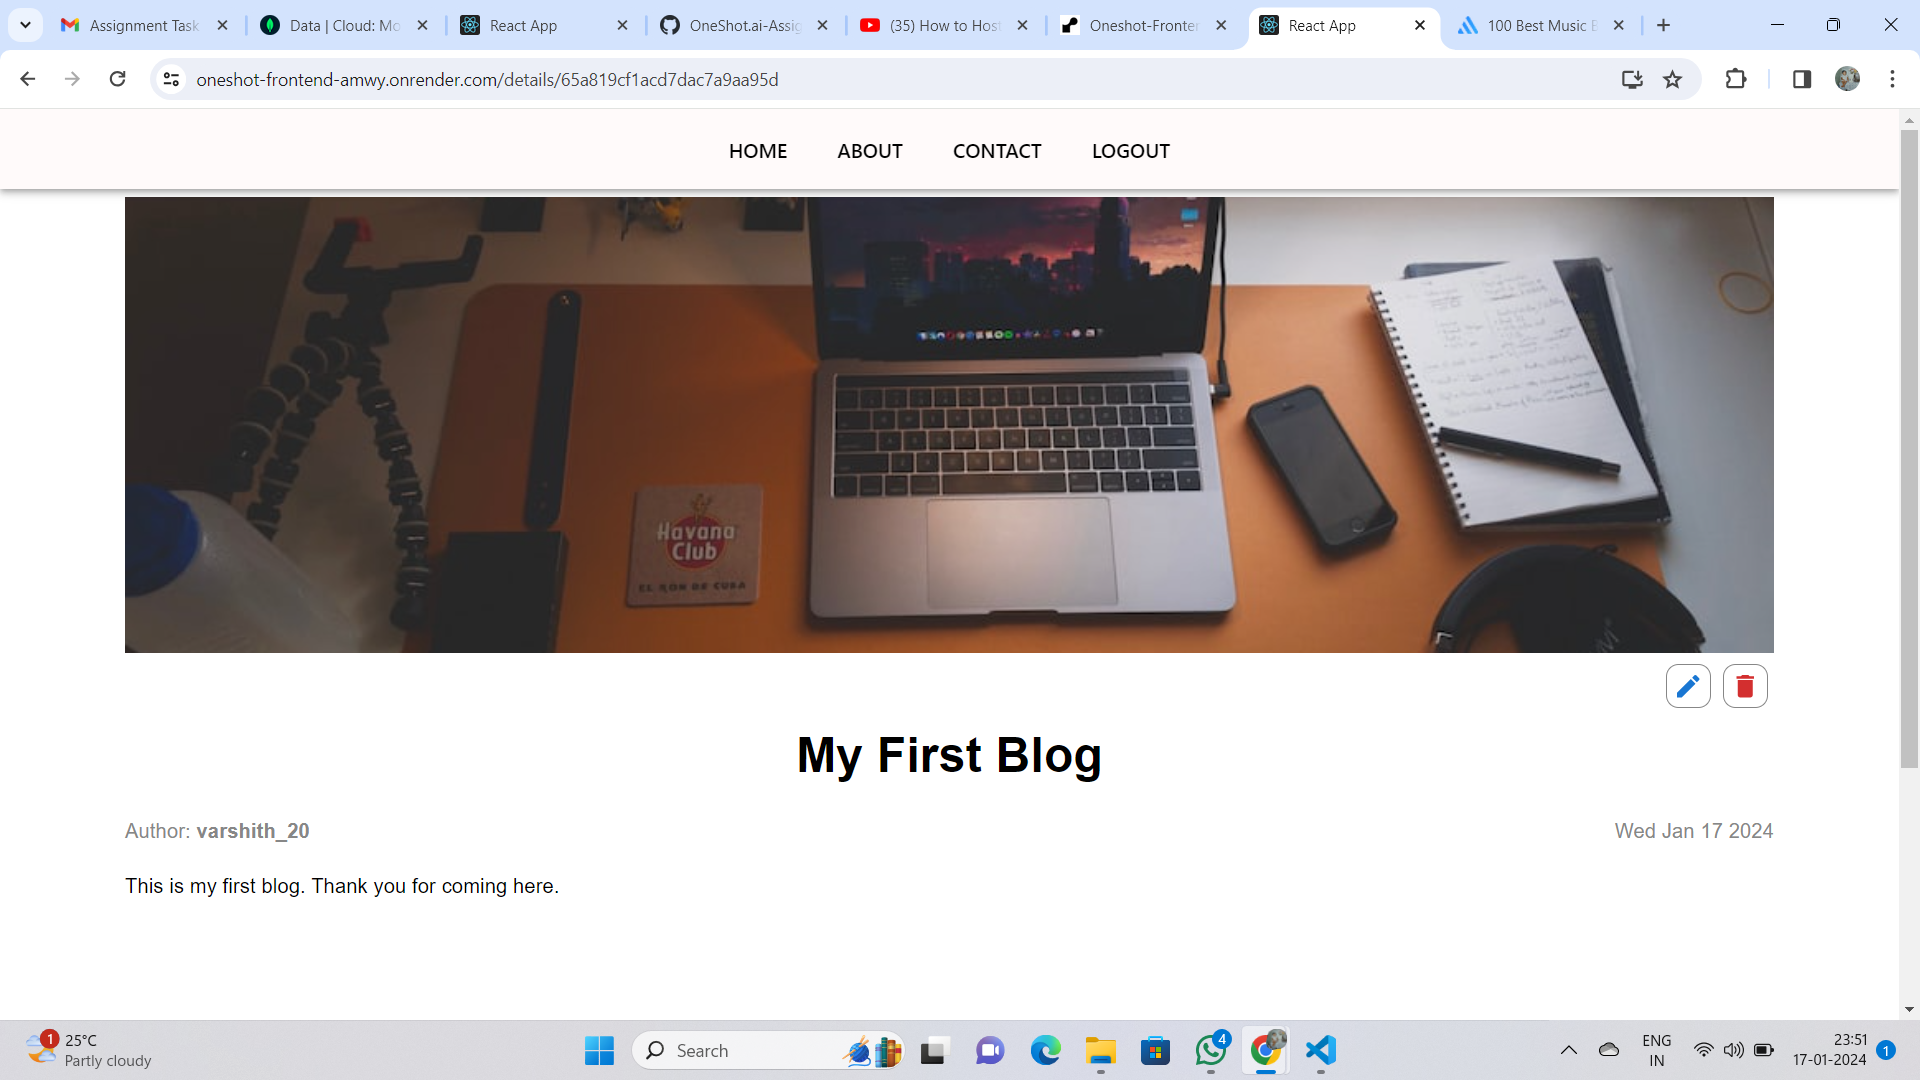 Assignment Task
Data | Cloud: Mo
React App
OneShot.ai-Assig
(35) How to Host
Oneshot-Fronter
React App
100 Best Music B
oneshot-frontend-amwy.onrender.com/details/65a819cf1acd7dac7a9aa95d
HOME ABOUT CONTACT LOGOUT
Havana
Club
EL RON DE CUBA
My First Blog
Author: varshith_20
Wed Jan 17 2024
This is my first blog. Thank you for coming here.
1
25°C
Partly cloudy
Search
4
ENG
IN
23:51
17-01-2024
1